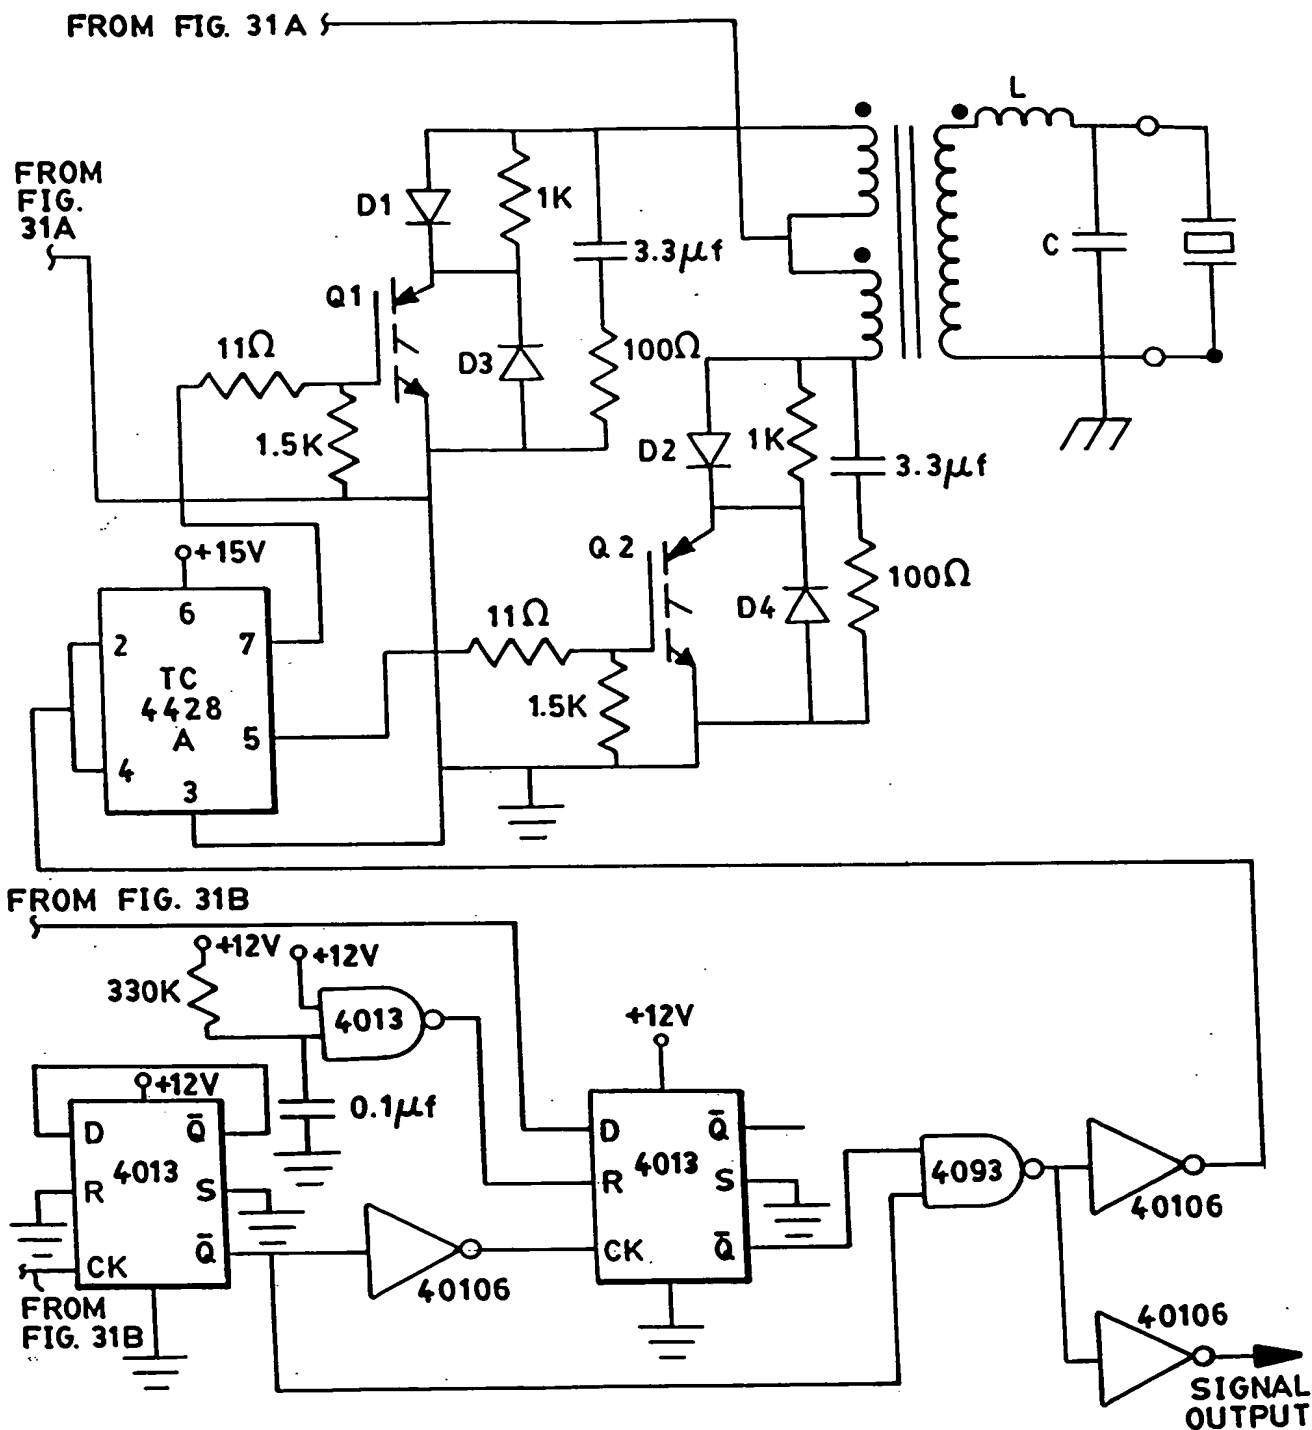 FROM FIG. 31A
L
FROM
FIG.
31A
D1
1K
3.3μf
C
Q1
11Ω
D3
100Ω
1.5K
D2
1K
3.3μf
+15V
Q2
6
2
7
11Ω
D4
100Ω
TC
4428
A
1.5K
5
4
3
FROM FIG. 31B
+12V
+12V
330K
4013
+12V
+12V
0.1μf
D
Q̄
4013
R
S
Q̄
CK
FROM
FIG. 31B
40106
D
Q̄
4013
R
S
CK
Q̄
4093
40106
40106
SIGNAL
OUTPUT